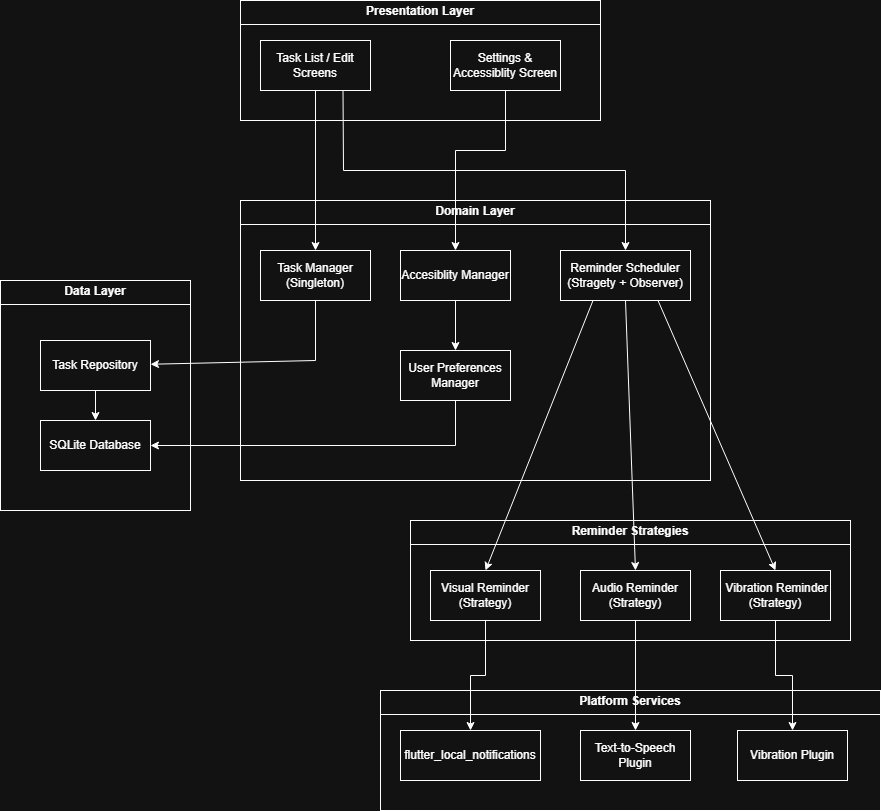 Presentation Layer
Task List / Edit
Screens
Settings &
Accessiblity Screen
Domain Layer
Task Manager
(Singleton)
Accesiblity Manager
Reminder Scheduler
(Stragety + Observer)
Data Layer
Task Repository
User Preferences
Manager
SQLite Database
Reminder Strategies
Visual Reminder
(Strategy)
Audio Reminder
(Strategy)
Vibration Reminder
(Strategy)
Platform Services
flutter_local_notifications
Text-to-Speech
Plugin
Vibration Plugin